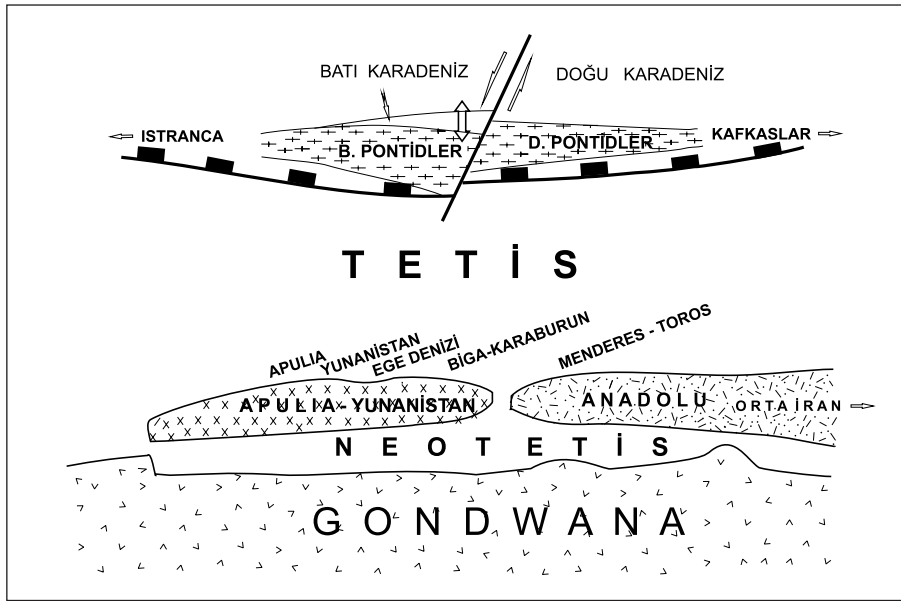 BATI KARADENİZ
DOĞU KARADENİZ
ISTRANCA
B. PONTİDLER
D. PONTİDLER
KAFKASLAR
T E T İ S
APULIA
YUNANİSTAN
EGE DENİZİ
BİGA-KARABURUN
MENDERES - TOROS
APULIA-YUNANİSTAN
ANADOLU
ORTA İRAN
N E O T E T İ S
G O N D W A N A